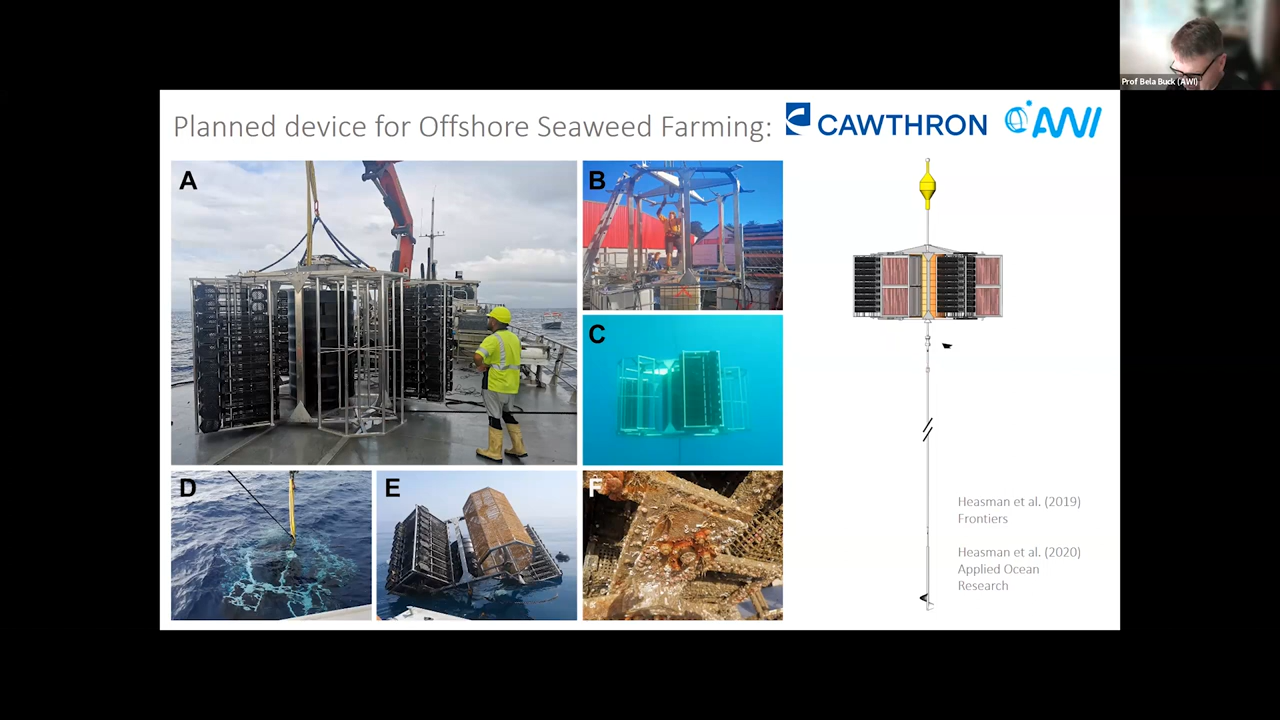 Prof Bela Buck (AWI)
Planned device for Offshore Seaweed Farming:
CAWTHRON
AWI
A
B
C
D
E
F
Heasman et al. (2019)
Frontiers
Heasman et al. (2020)
Applied Ocean
Research